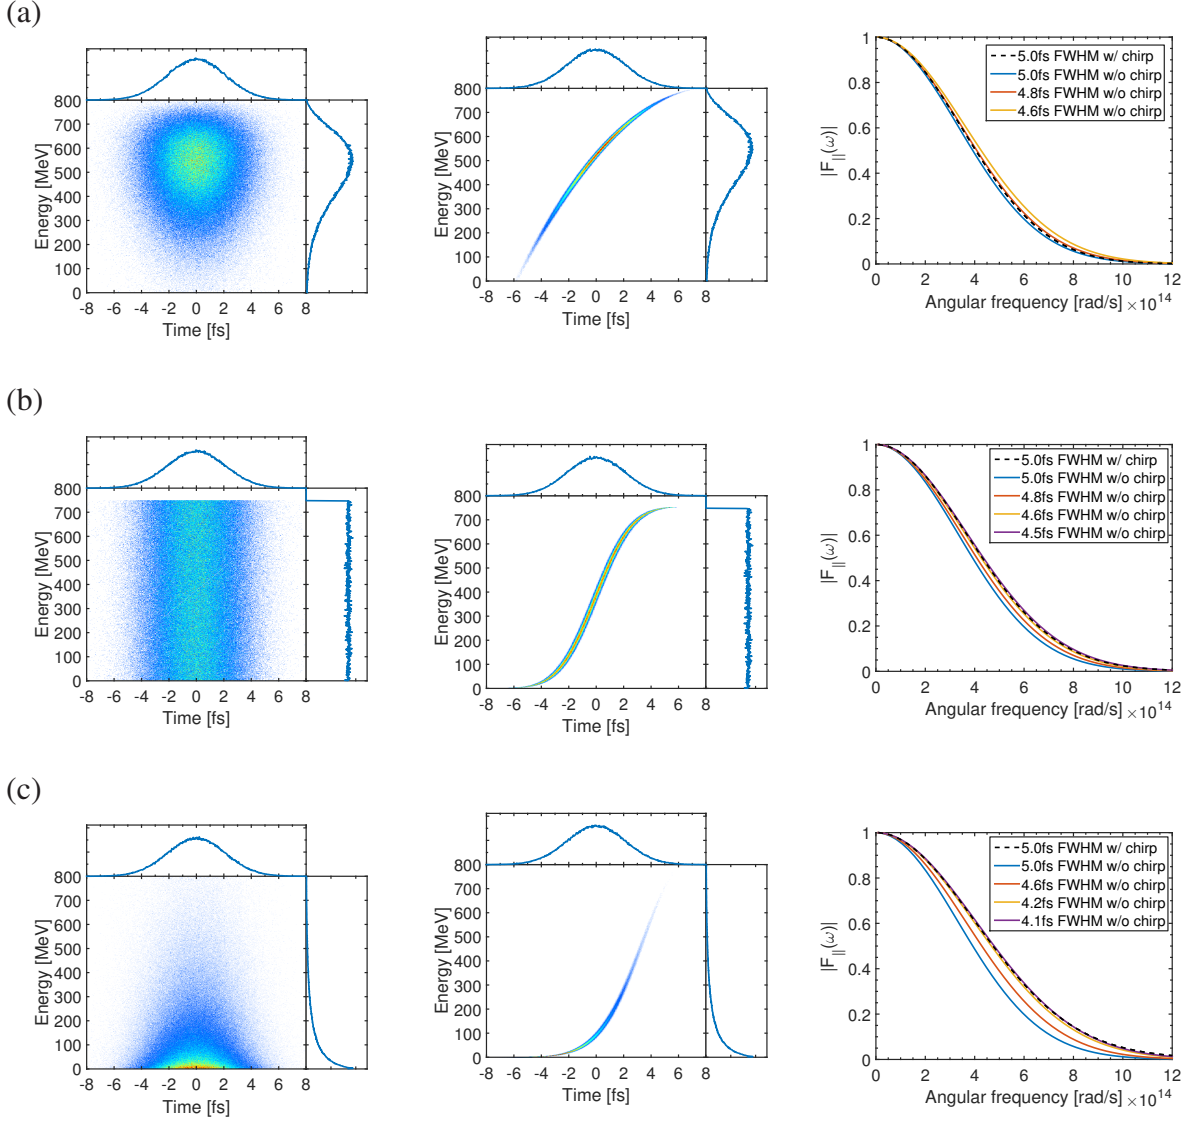 (a)
800
700
600
500
400
300
200
100
0
Energy [MeV]
-8 -6 -4 -2 0 2 4 6 8
Time [fs]
800
700
600
500
400
300
200
100
0
Energy [MeV]
-8 -6 -4 -2 0 2 4 6 8
Time [fs]
1
0.8
0.6
0.4
0.2
0
|F||(ω)|
5.0fs FWHM w/ chirp
5.0fs FWHM w/o chirp
4.8fs FWHM w/o chirp
4.6fs FWHM w/o chirp
0 2 4 6 8 10 12
Angular frequency [rad/s] ×10^14
(b)
800
700
600
500
400
300
200
100
0
Energy [MeV]
-8 -6 -4 -2 0 2 4 6 8
Time [fs]
800
700
600
500
400
300
200
100
0
Energy [MeV]
-8 -6 -4 -2 0 2 4 6 8
Time [fs]
1
0.8
0.6
0.4
0.2
0
|F||(ω)|
5.0fs FWHM w/ chirp
5.0fs FWHM w/o chirp
4.8fs FWHM w/o chirp
4.6fs FWHM w/o chirp
4.5fs FWHM w/o chirp
0 2 4 6 8 10 12
Angular frequency [rad/s] ×10^14
(c)
800
700
600
500
400
300
200
100
0
Energy [MeV]
-8 -6 -4 -2 0 2 4 6 8
Time [fs]
800
700
600
500
400
300
200
100
0
Energy [MeV]
-8 -6 -4 -2 0 2 4 6 8
Time [fs]
1
0.8
0.6
0.4
0.2
0
|F||(ω)|
5.0fs FWHM w/ chirp
5.0fs FWHM w/o chirp
4.6fs FWHM w/o chirp
4.2fs FWHM w/o chirp
4.1fs FWHM w/o chirp
0 2 4 6 8 10 12
Angular frequency [rad/s] ×10^14